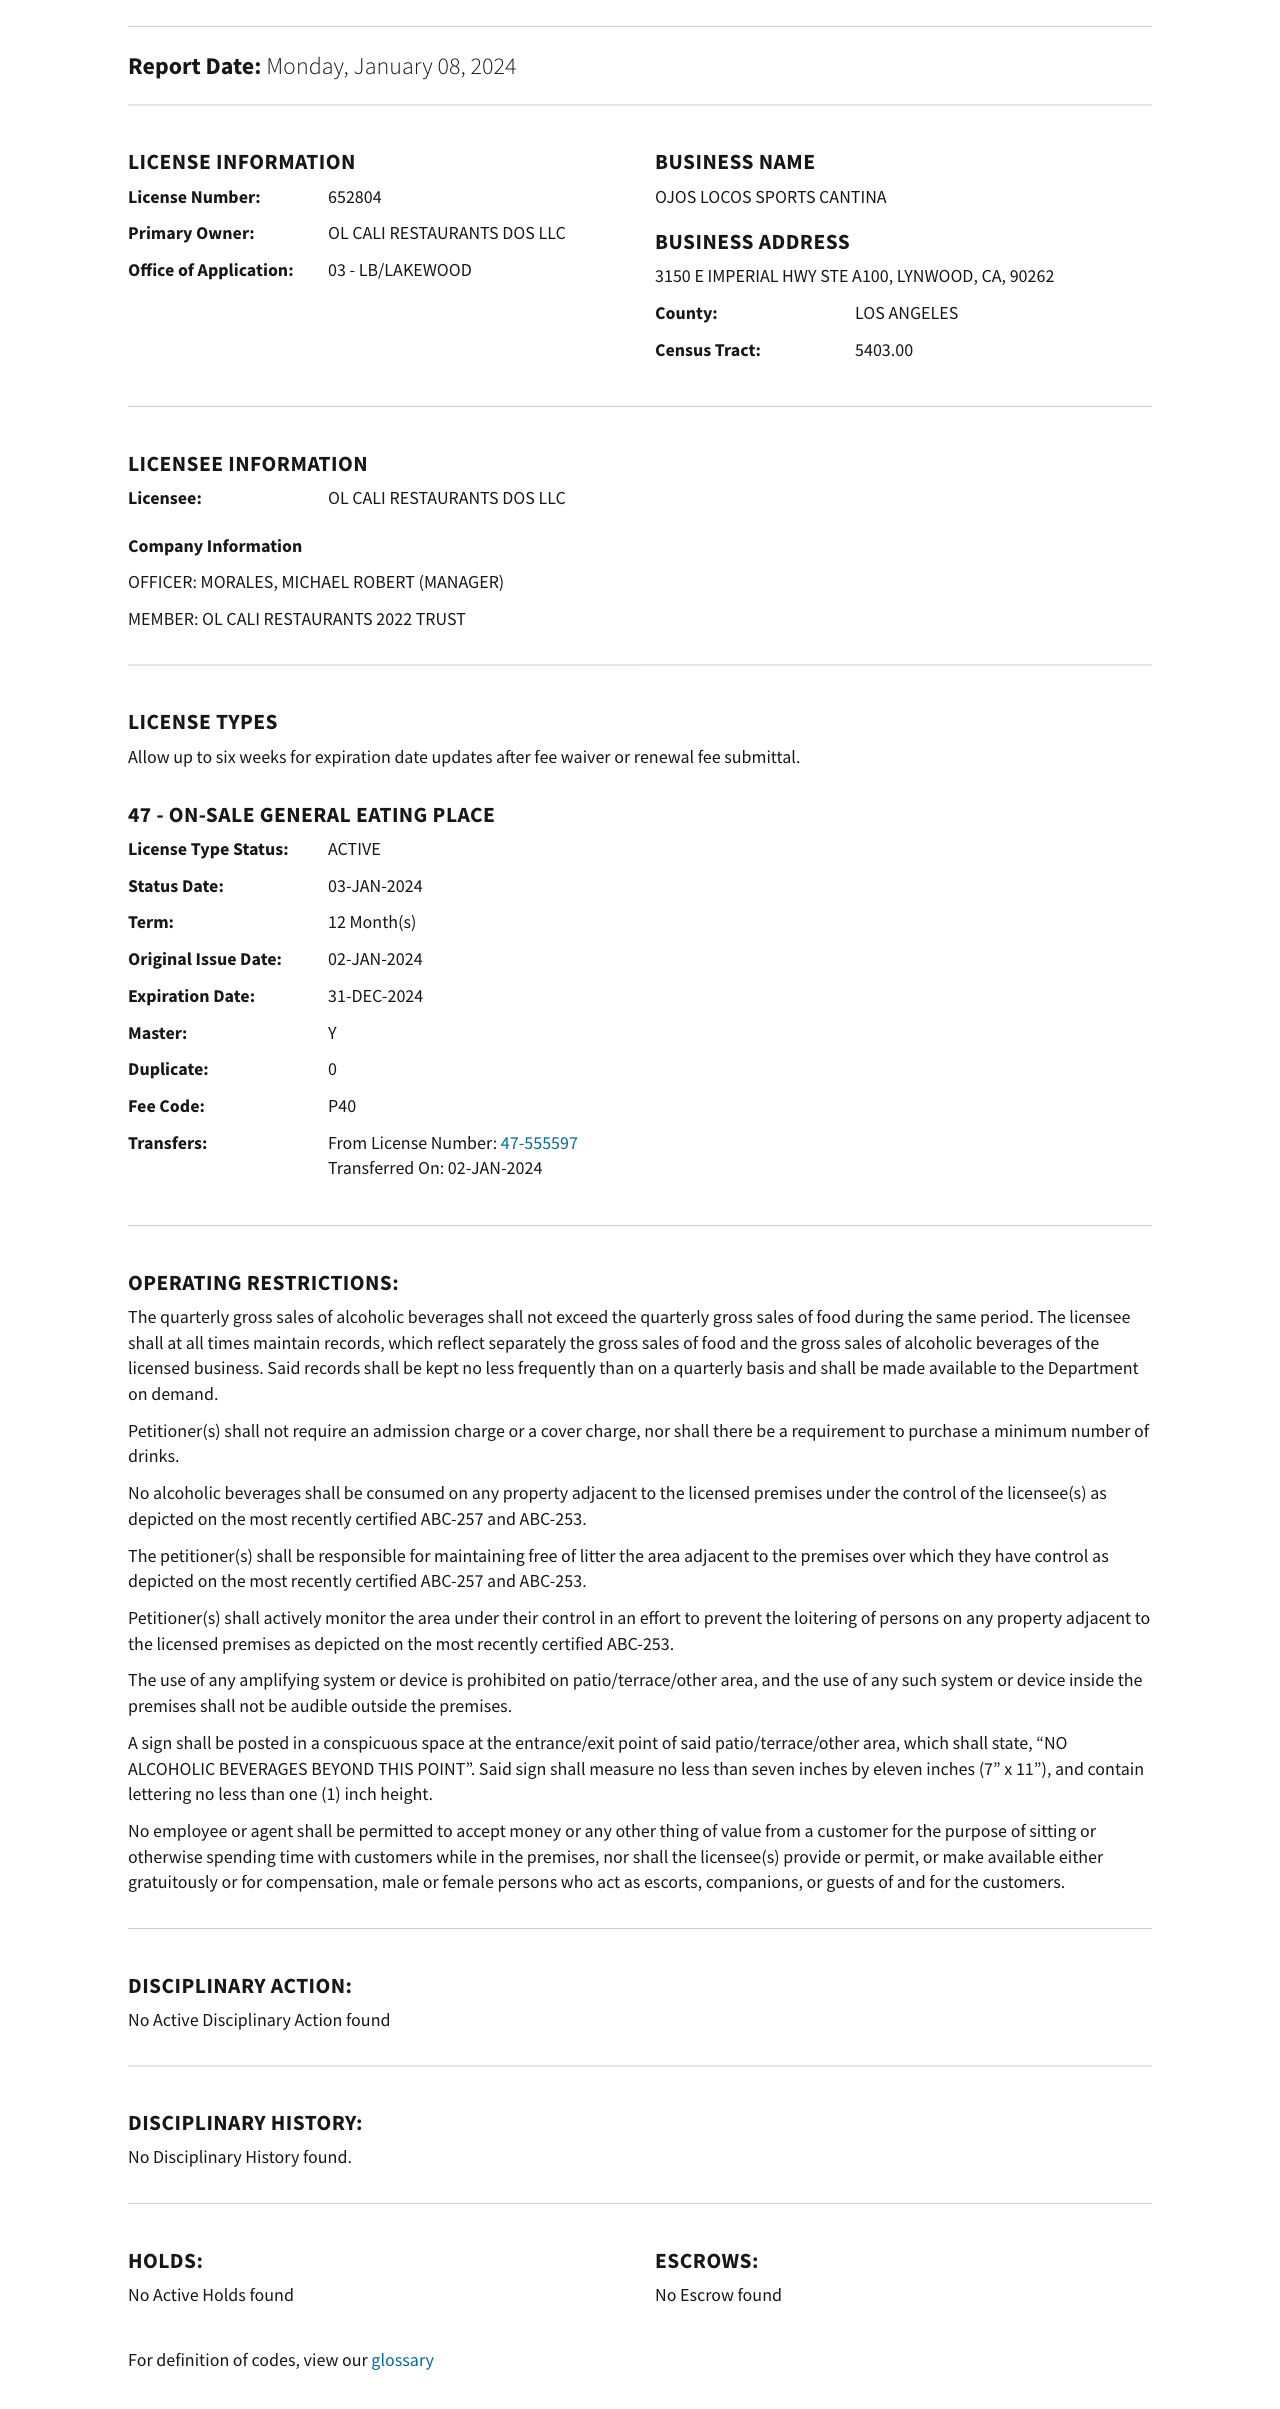 Report Date: Monday, January 08, 2024
LICENSE INFORMATION
License Number: 652804
Primary Owner: OL CALI RESTAURANTS DOS LLC
Office of Application: 03 - LB/LAKEWOOD
BUSINESS NAME
OJOS LOCOS SPORTS CANTINA
BUSINESS ADDRESS
3150 E IMPERIAL HWY STE A100, LYNWOOD, CA, 90262
County: LOS ANGELES
Census Tract: 5403.00
LICENSEE INFORMATION
Licensee: OL CALI RESTAURANTS DOS LLC
Company Information
OFFICER: MORALES, MICHAEL ROBERT (MANAGER)
MEMBER: OL CALI RESTAURANTS 2022 TRUST
LICENSE TYPES
Allow up to six weeks for expiration date updates after fee waiver or renewal fee submittal.
47 - ON-SALE GENERAL EATING PLACE
License Type Status: ACTIVE
Status Date: 03-JAN-2024
Term: 12 Month(s)
Original Issue Date: 02-JAN-2024
Expiration Date: 31-DEC-2024
Master: Y
Duplicate: 0
Fee Code: P40
Transfers: From License Number: 47-555597
Transferred On: 02-JAN-2024
OPERATING RESTRICTIONS:
The quarterly gross sales of alcoholic beverages shall not exceed the quarterly gross sales of food during the same period. The licensee
shall at all times maintain records, which reflect separately the gross sales of food and the gross sales of alcoholic beverages of the
licensed business. Said records shall be kept no less frequently than on a quarterly basis and shall be made available to the Department
on demand.
Petitioner(s) shall not require an admission charge or a cover charge, nor shall there be a requirement to purchase a minimum number of
drinks.
No alcoholic beverages shall be consumed on any property adjacent to the licensed premises under the control of the licensee(s) as
depicted on the most recently certified ABC-257 and ABC-253.
The petitioner(s) shall be responsible for maintaining free of litter the area adjacent to the premises over which they have control as
depicted on the most recently certified ABC-257 and ABC-253.
Petitioner(s) shall actively monitor the area under their control in an effort to prevent the loitering of persons on any property adjacent to
the licensed premises as depicted on the most recently certified ABC-253.
The use of any amplifying system or device is prohibited on patio/terrace/other area, and the use of any such system or device inside the
premises shall not be audible outside the premises.
A sign shall be posted in a conspicuous space at the entrance/exit point of said patio/terrace/other area, which shall state, “NO
ALCOHOLIC BEVERAGES BEYOND THIS POINT”. Said sign shall measure no less than seven inches by eleven inches (7” x 11”), and contain
lettering no less than one (1) inch height.
No employee or agent shall be permitted to accept money or any other thing of value from a customer for the purpose of sitting or
otherwise spending time with customers while in the premises, nor shall the licensee(s) provide or permit, or make available either
gratuitously or for compensation, male or female persons who act as escorts, companions, or guests of and for the customers.
DISCIPLINARY ACTION:
No Active Disciplinary Action found
DISCIPLINARY HISTORY:
No Disciplinary History found.
HOLDS:
No Active Holds found
ESCROWS:
No Escrow found
For definition of codes, view our glossary